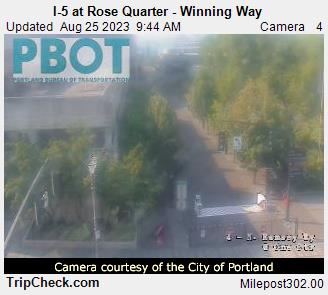 I-5 at Rose Quarter - Winning Way
Updated Aug 25 2023 9:44 AM Camera 4
PBOT
PORTLAND BUREAU OF TRANSPORTATION
Camera courtesy of the City of Portland
TripCheck.com Milepost302.00